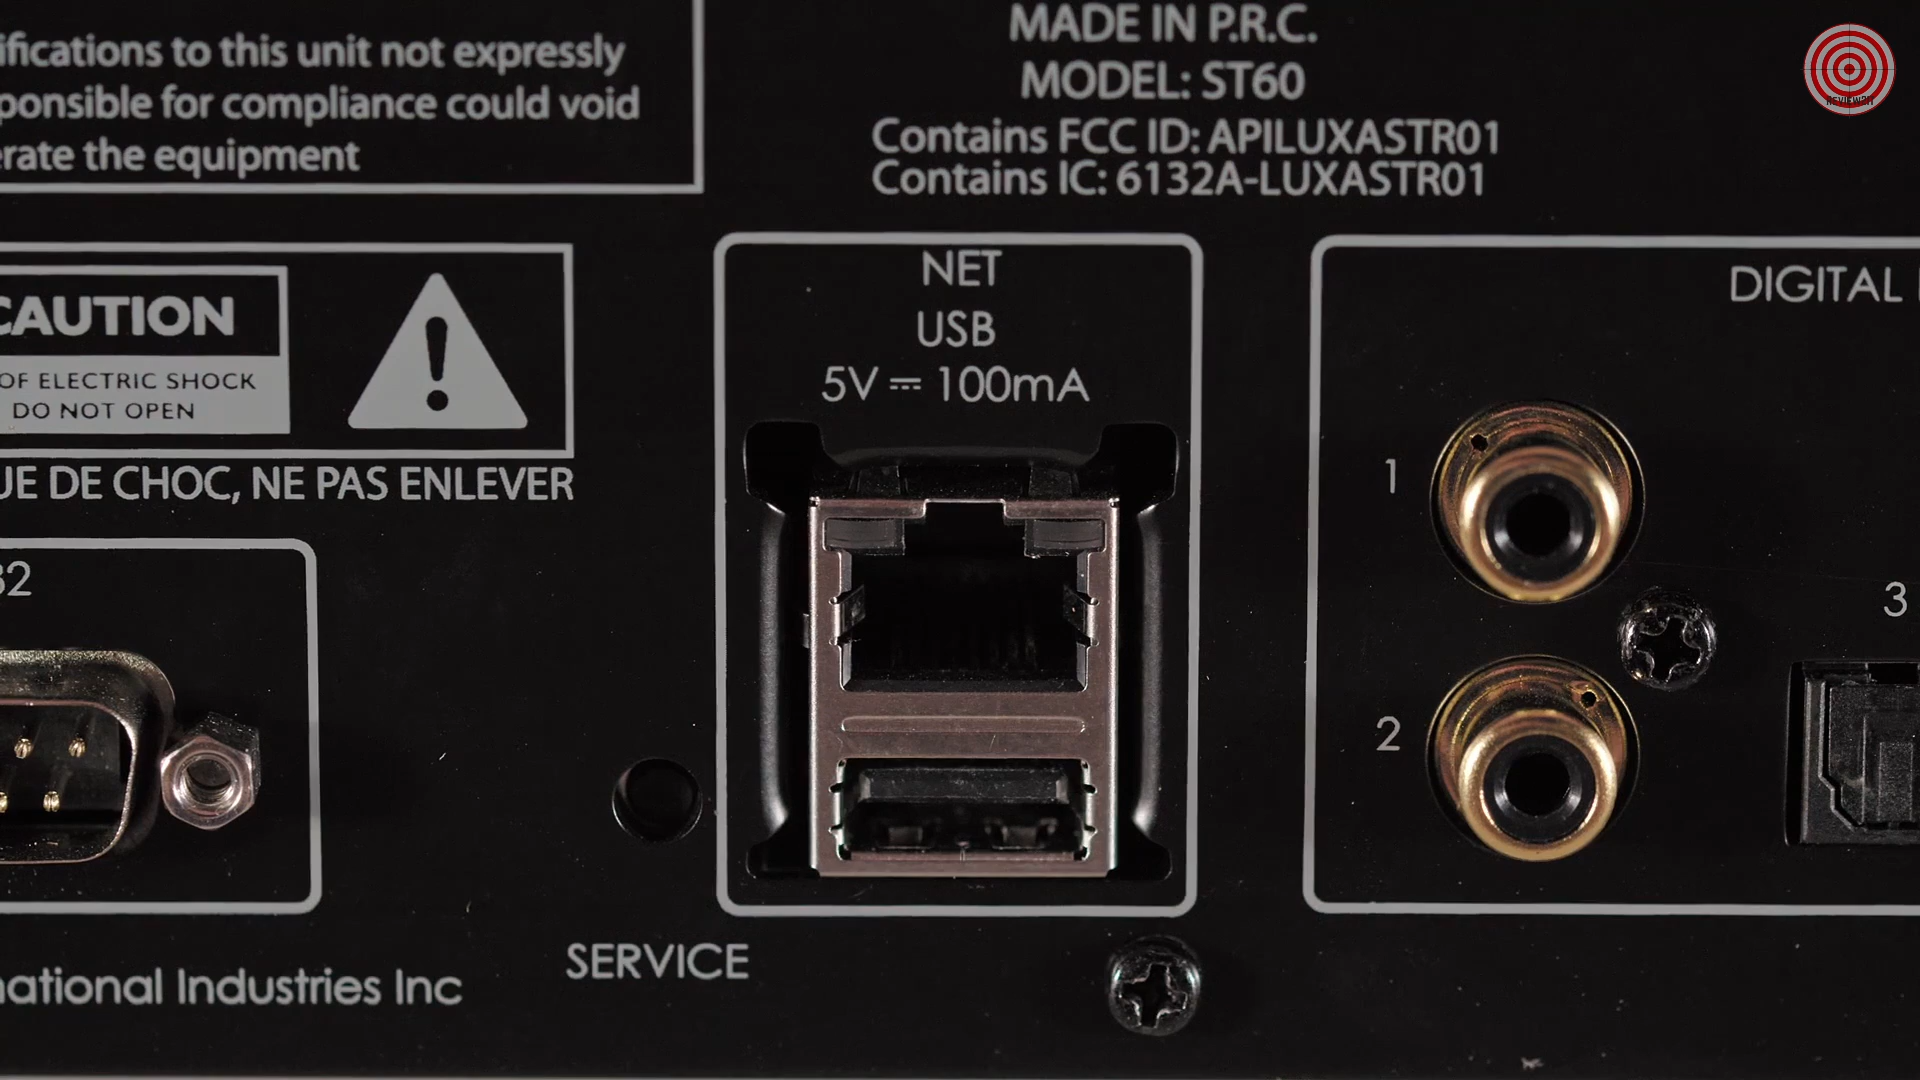 ifications to this unit not expressly
ponsible for compliance could void
erate the equipment
MADE IN P.R.C.
MODEL: ST60
Contains FCC ID: APILUXASTR01
Contains IC: 6132A-LUXASTR01
CAUTION
OF ELECTRIC SHOCK
DO NOT OPEN
UE DE CHOC, NE PAS ENLEVER
NET
USB
5V ⎓ 100mA
DIGITAL
1
2
3
32
SERVICE
national Industries Inc